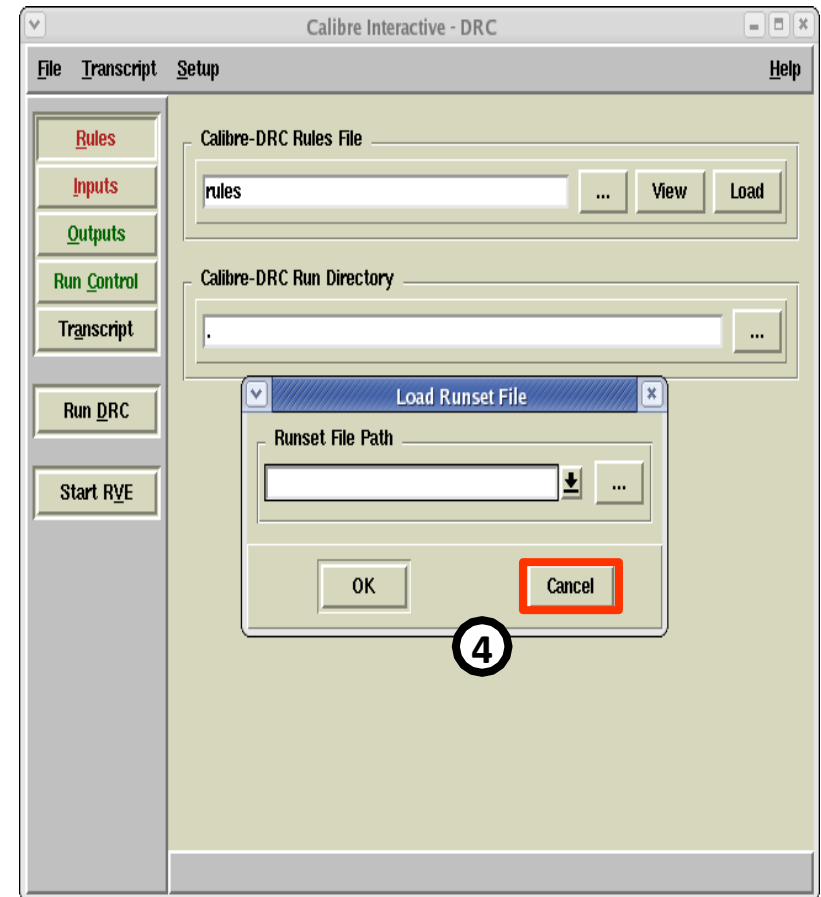 Calibre Interactive - DRC
File Transcript Setup Help
Rules
Inputs
Outputs
Run Control
Transcript
Run DRC
Start RVE
Calibre-DRC Rules File
rules ... View Load
Calibre-DRC Run Directory
. ...
Load Runset File
Runset File Path
...
OK Cancel
4